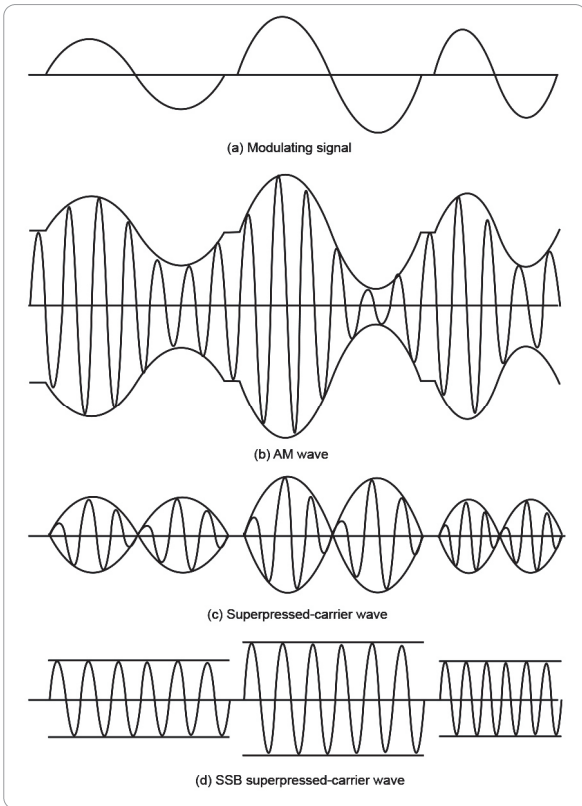 (a) Modulating signal
(b) AM wave
(c) Superpressed-carrier wave
(d) SSB superpressed-carrier wave